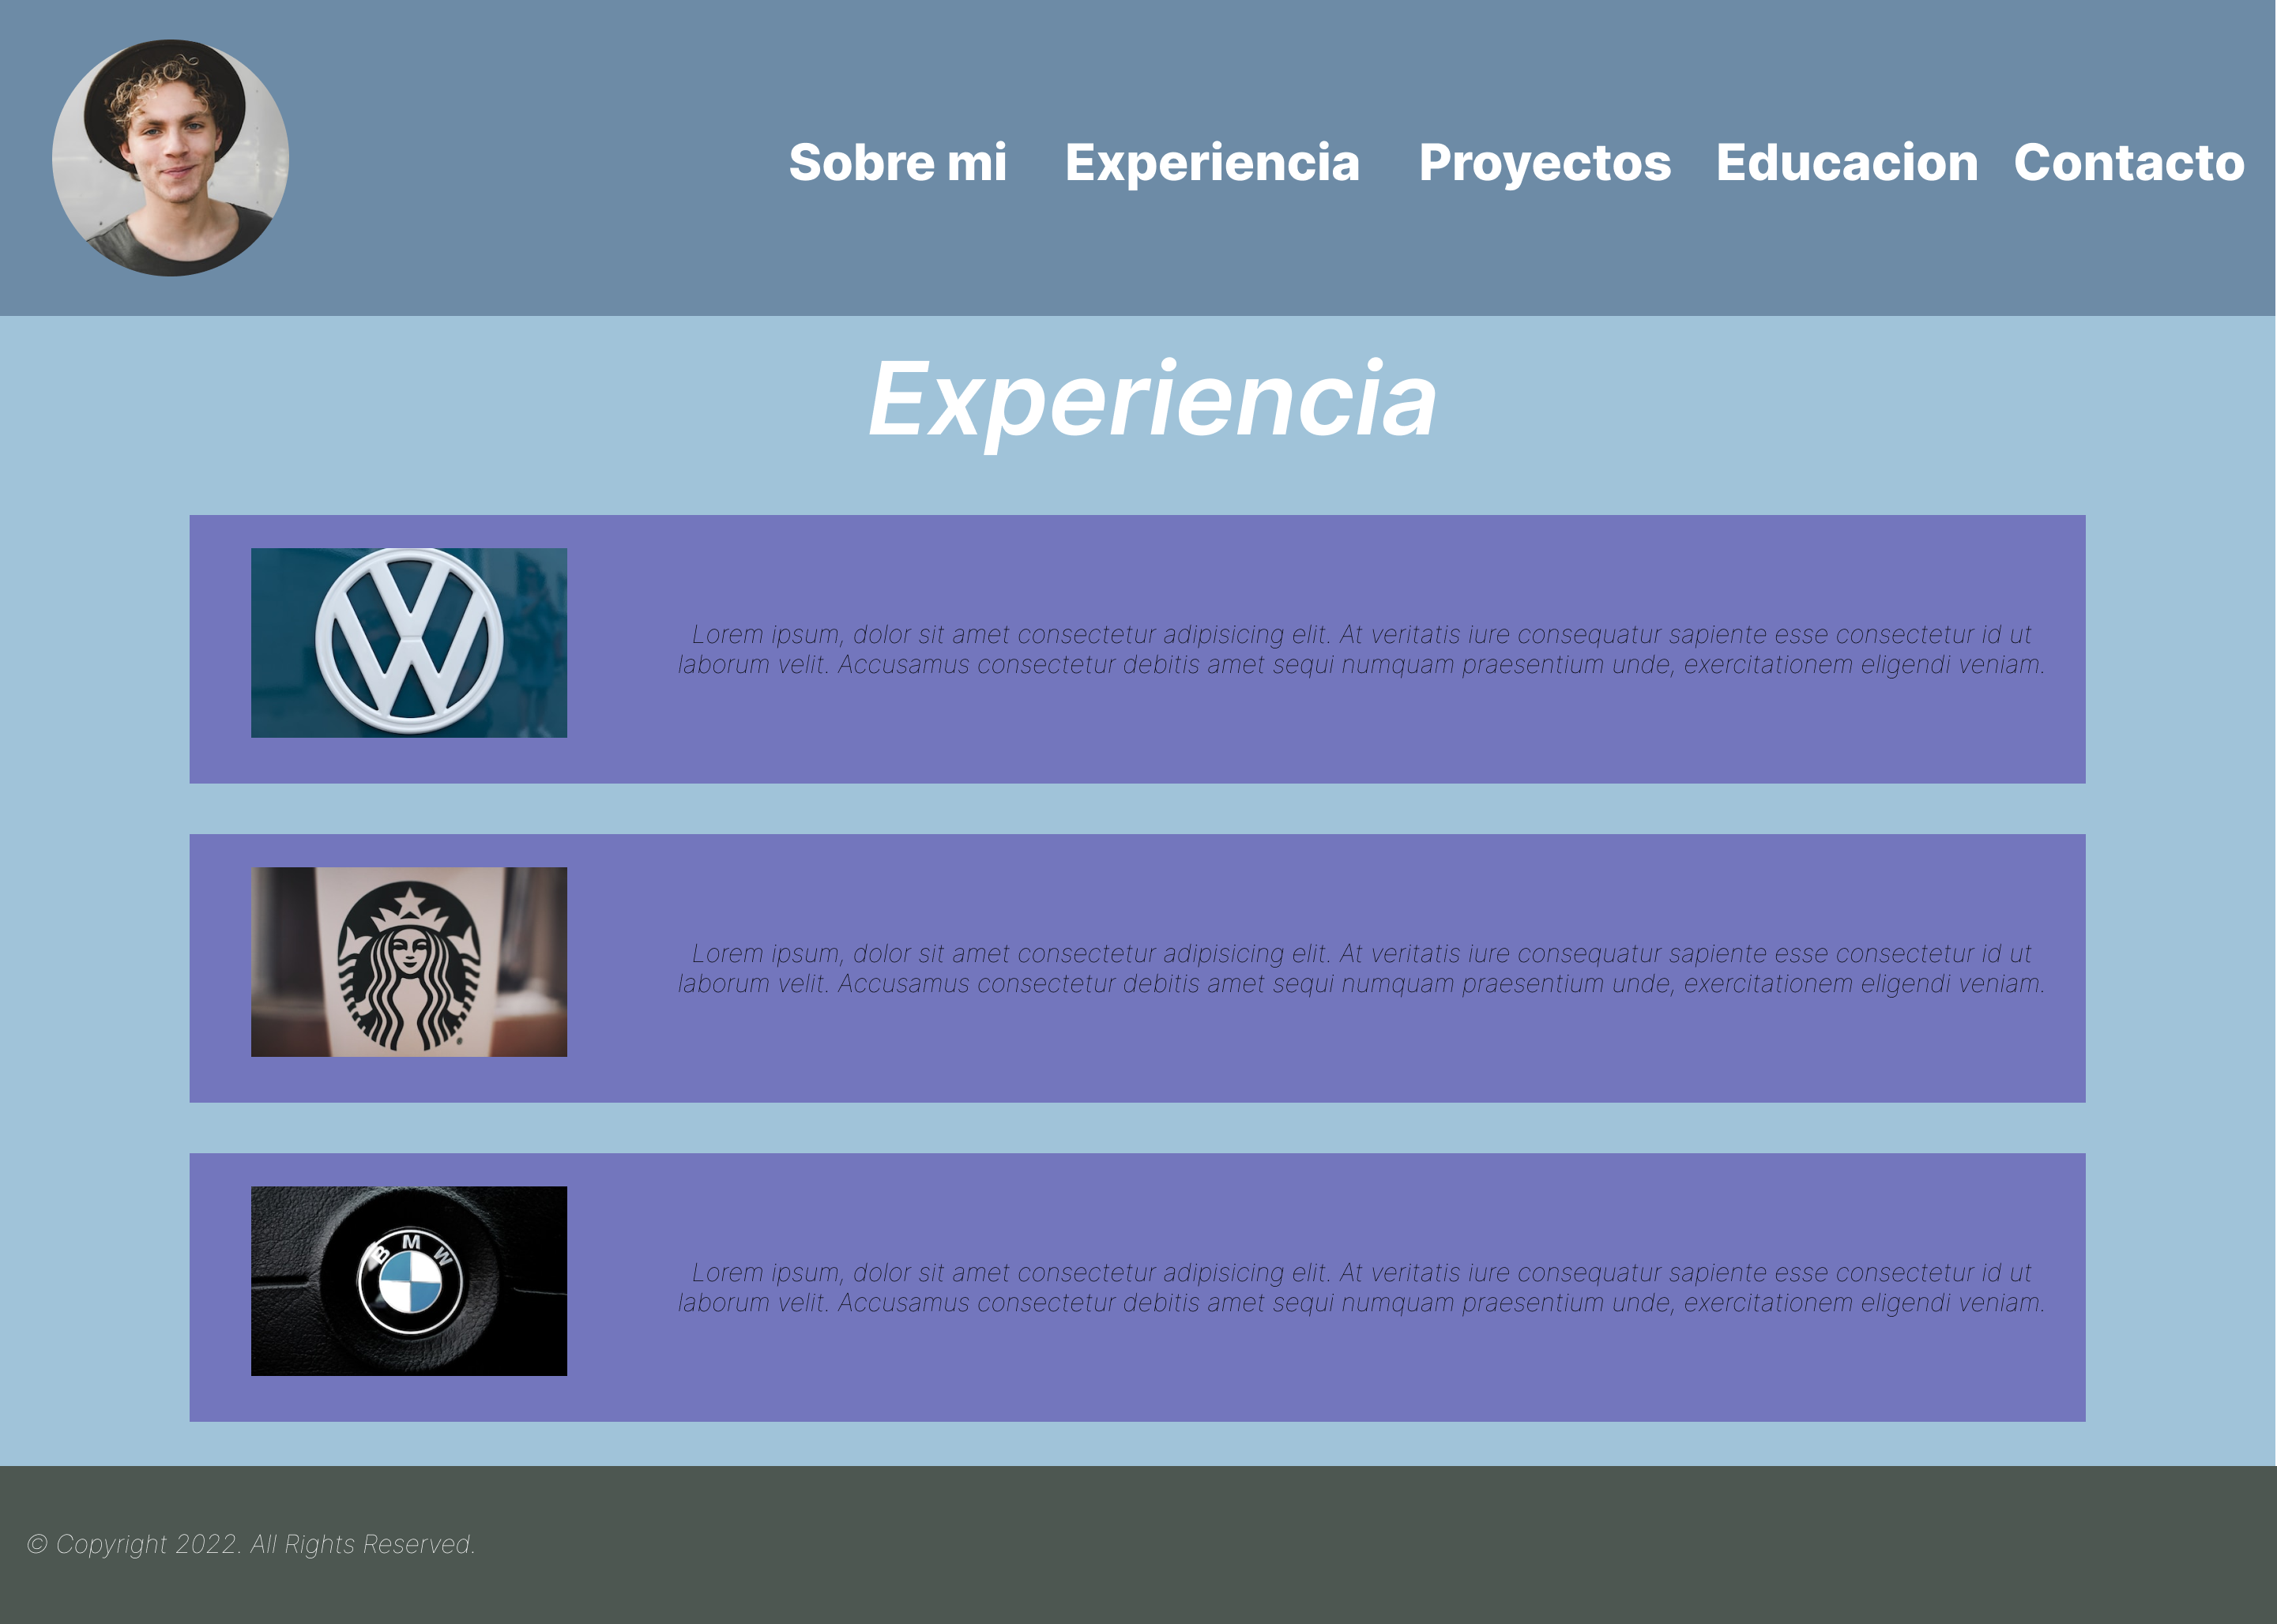 Sobre mi Experiencia Proyectos Educacion Contacto
Experiencia
Lorem ipsum, dolor sit amet consectetur adipisicing elit. At veritatis iure consequatur sapiente esse consectetur id ut
laborum velit. Accusamus consectetur debitis amet sequi numquam praesentium unde, exercitationem eligendi veniam.
Lorem ipsum, dolor sit amet consectetur adipisicing elit. At veritatis iure consequatur sapiente esse consectetur id ut
laborum velit. Accusamus consectetur debitis amet sequi numquam praesentium unde, exercitationem eligendi veniam.
BMW
Lorem ipsum, dolor sit amet consectetur adipisicing elit. At veritatis iure consequatur sapiente esse consectetur id ut
laborum velit. Accusamus consectetur debitis amet sequi numquam praesentium unde, exercitationem eligendi veniam.
© Copyright 2022. All Rights Reserved.